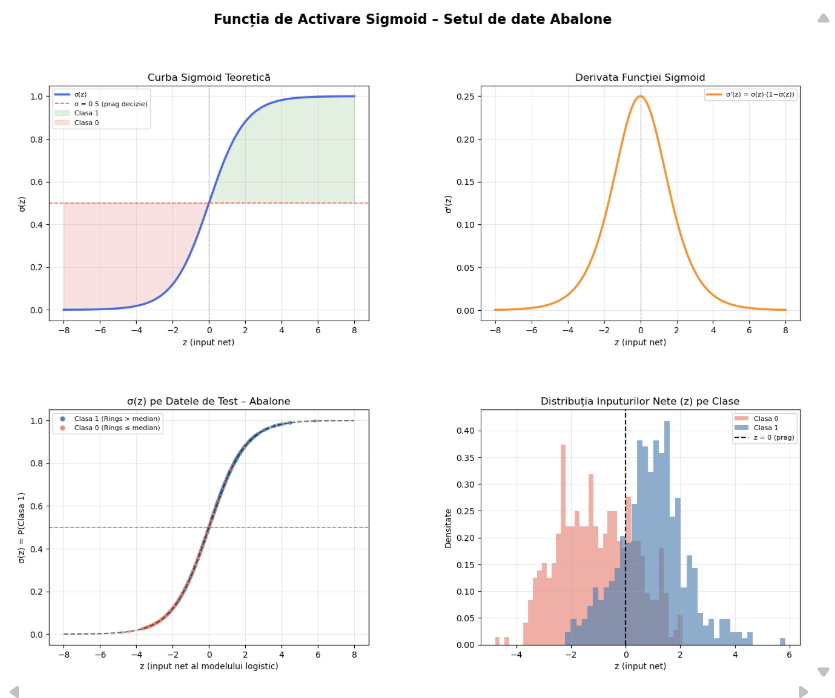 Funcția de Activare Sigmoid – Setul de date Abalone
Curba Sigmoid Teoretică
σ(z)
σ = 0.5 (prag decizie)
Clasa 1
Clasa 0
1.0
0.8
0.6
0.4
0.2
0.0
σ(z)
−8 −6 −4 −2 0 2 4 6 8
z (input net)
Derivata Funcției Sigmoid
σ'(z) = σ(z)·(1−σ(z))
0.25
0.20
0.15
0.10
0.05
0.00
σ'(z)
−8 −6 −4 −2 0 2 4 6 8
z (input net)
σ(z) pe Datele de Test – Abalone
Clasa 1 (Rings > median)
Clasa 0 (Rings ≤ median)
1.0
0.8
0.6
0.4
0.2
0.0
σ(z) = P(Clasa 1)
−8 −6 −4 −2 0 2 4 6 8
z (input net al modelului logistic)
Distribuția Inputurilor Nete (z) pe Clase
Clasa 0
Clasa 1
z = 0 (prag)
0.40
0.35
0.30
0.25
0.20
0.15
0.10
0.05
0.00
Densitate
−4 −2 0 2 4 6
z (input net)